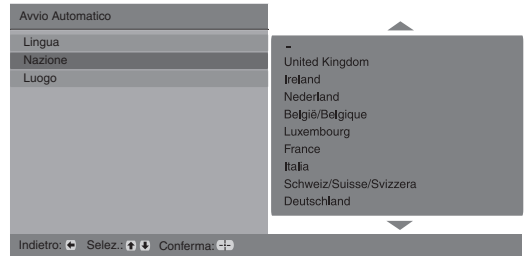 Avvio Automatico
Lingua
Nazione
Luogo
-
United Kingdom
Ireland
Nederland
België/Belgique
Luxembourg
France
Italia
Schweiz/Suisse/Svizzera
Deutschland
Indietro: Selez.: Conferma: